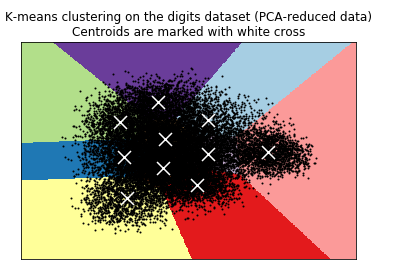 K-means clustering on the digits dataset (PCA-reduced data)
Centroids are marked with white cross